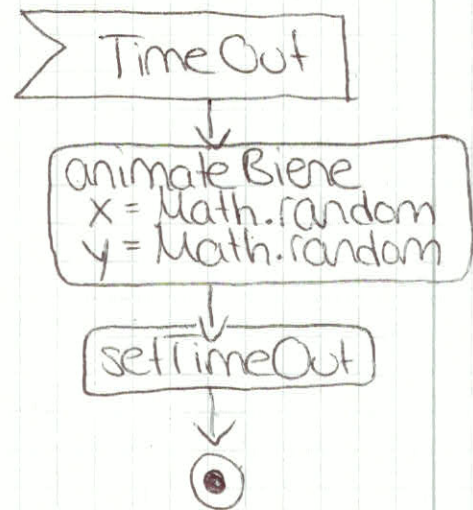 TimeOut
animateBiene
x = Math.random
y = Math.random
setTimeOut